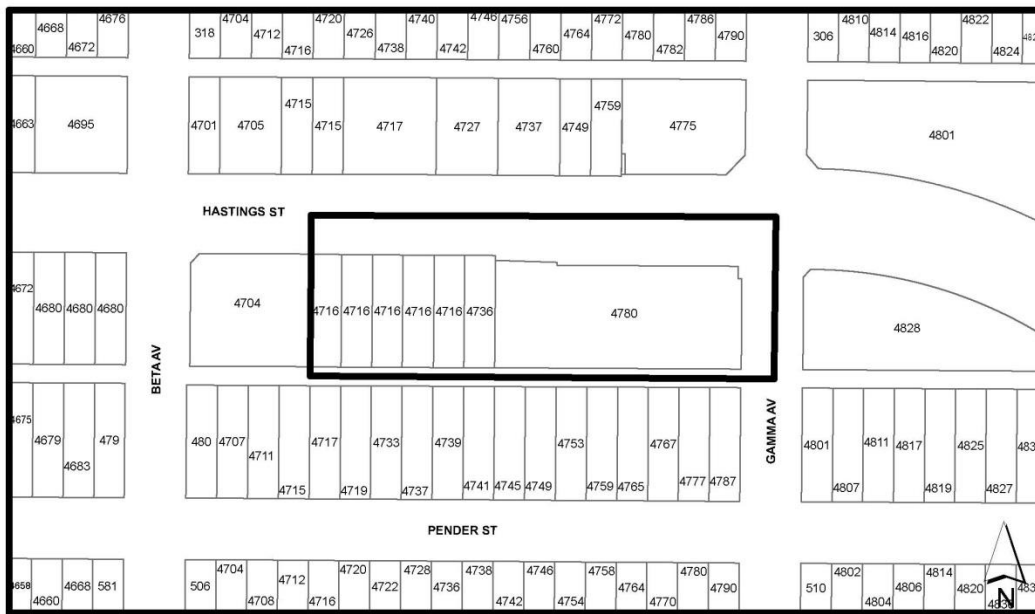 4668 4676 4704 4720 4740 4746 4756 4772 4786 4810 4822
4660 4672 318 4712 4716 4726 4738 4742 4760 4764 4780 4782 4790 306 4814 4816 4820 4824
4715 4759
4663 4695 4701 4705 4715 4717 4727 4737 4749 4775 4801
HASTINGS ST
4672 4680 4680 4680 4704 4716 4716 4716 4716 4716 4736 4780 4828
BETA AV
GAMMA AV
4675 4679 479 480 4707 4717 4733 4739 4753 4767 4801 4811 4817 4825
4683 4711
4715 4719 4737 4741 4745 4749 4759 4765 4777 4787 4807 4819 4827
PENDER ST
4658 4668 581 506 4704 4712 4720 4728 4738 4746 4758 4780 4790 510 4802 4814
4660 4708 4716 4722 4736 4742 4754 4764 4770 4804 4806 4820
N